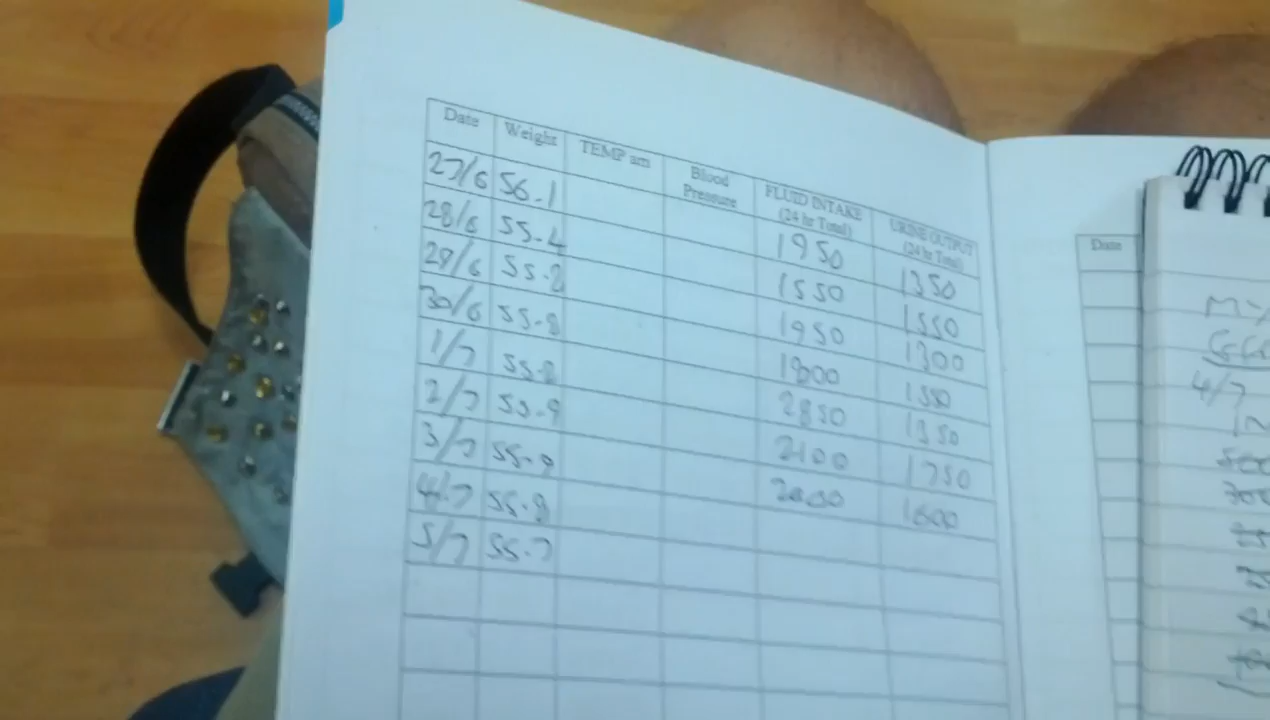 Date Weight TEMP am Blood Pressure FLUID INTAKE (24 hr Total) URINE OUTPUT (24 hr Total)
27/6 56.1 1950 1350
28/6 55.4 1550 1550
29/6 55.8 1950 1300
30/6 55.8 1800 1550
1/7 55.8 2850 1350
2/7 55.9 2100 1750
3/7 55.9 2000 1600
4/7 55.8
5/7 55.7
Date
4/7